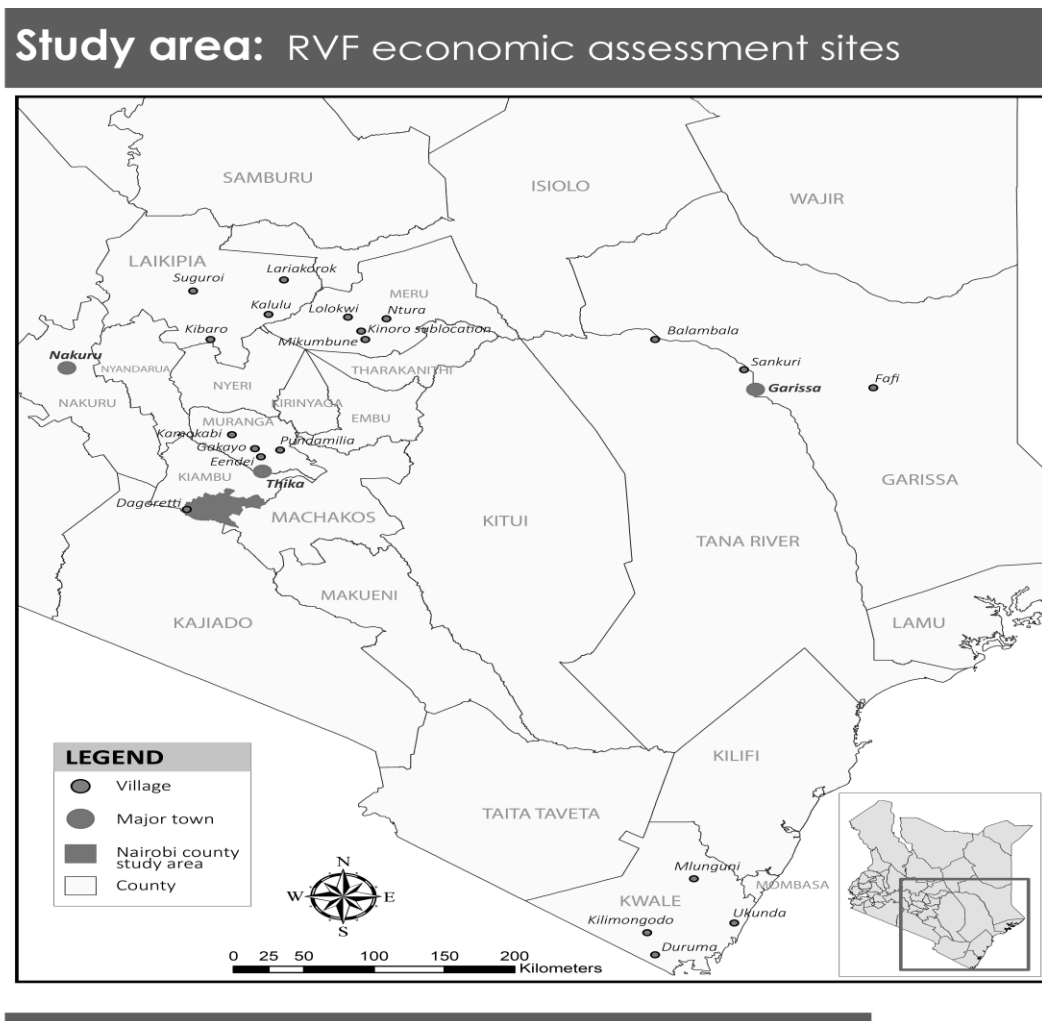 Study area: RVF economic assessment sites
SAMBURU
ISIOLO
WAJIR
LAIKIPIA
Suguroi
Lariakorok
MERU
Kalulu
Lolokwi
Ntura
Kinoro sublocation
Kibaro
Mikumbune
Balambala
Nakuru
NYANDARUA
THARAKANITHI
Sankuri
Garissa
Fafi
NYERI
NAKURU
KIRINYAGA
EMBU
MURANGA
Kamakabi
Gakayo
Pundamilia
Eendei
KIAMBU
Thika
GARISSA
Dagoretti
MACHAKOS
KITUI
TANA RIVER
MAKUENI
KAJIADO
LAMU
KILIFI
TAITA TAVETA
Mlunguni
MOMBASA
KWALE
Kilimongodo
Ukunda
Duruma
LEGEND
Village
Major town
Nairobi county
study area
County
N
W
E
S
0 25 50 100 150 200
Kilometers